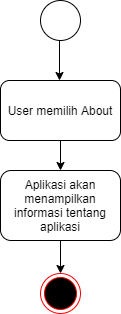 User memilih About
Aplikasi akan
menampilkan
informasi tentang
aplikasi